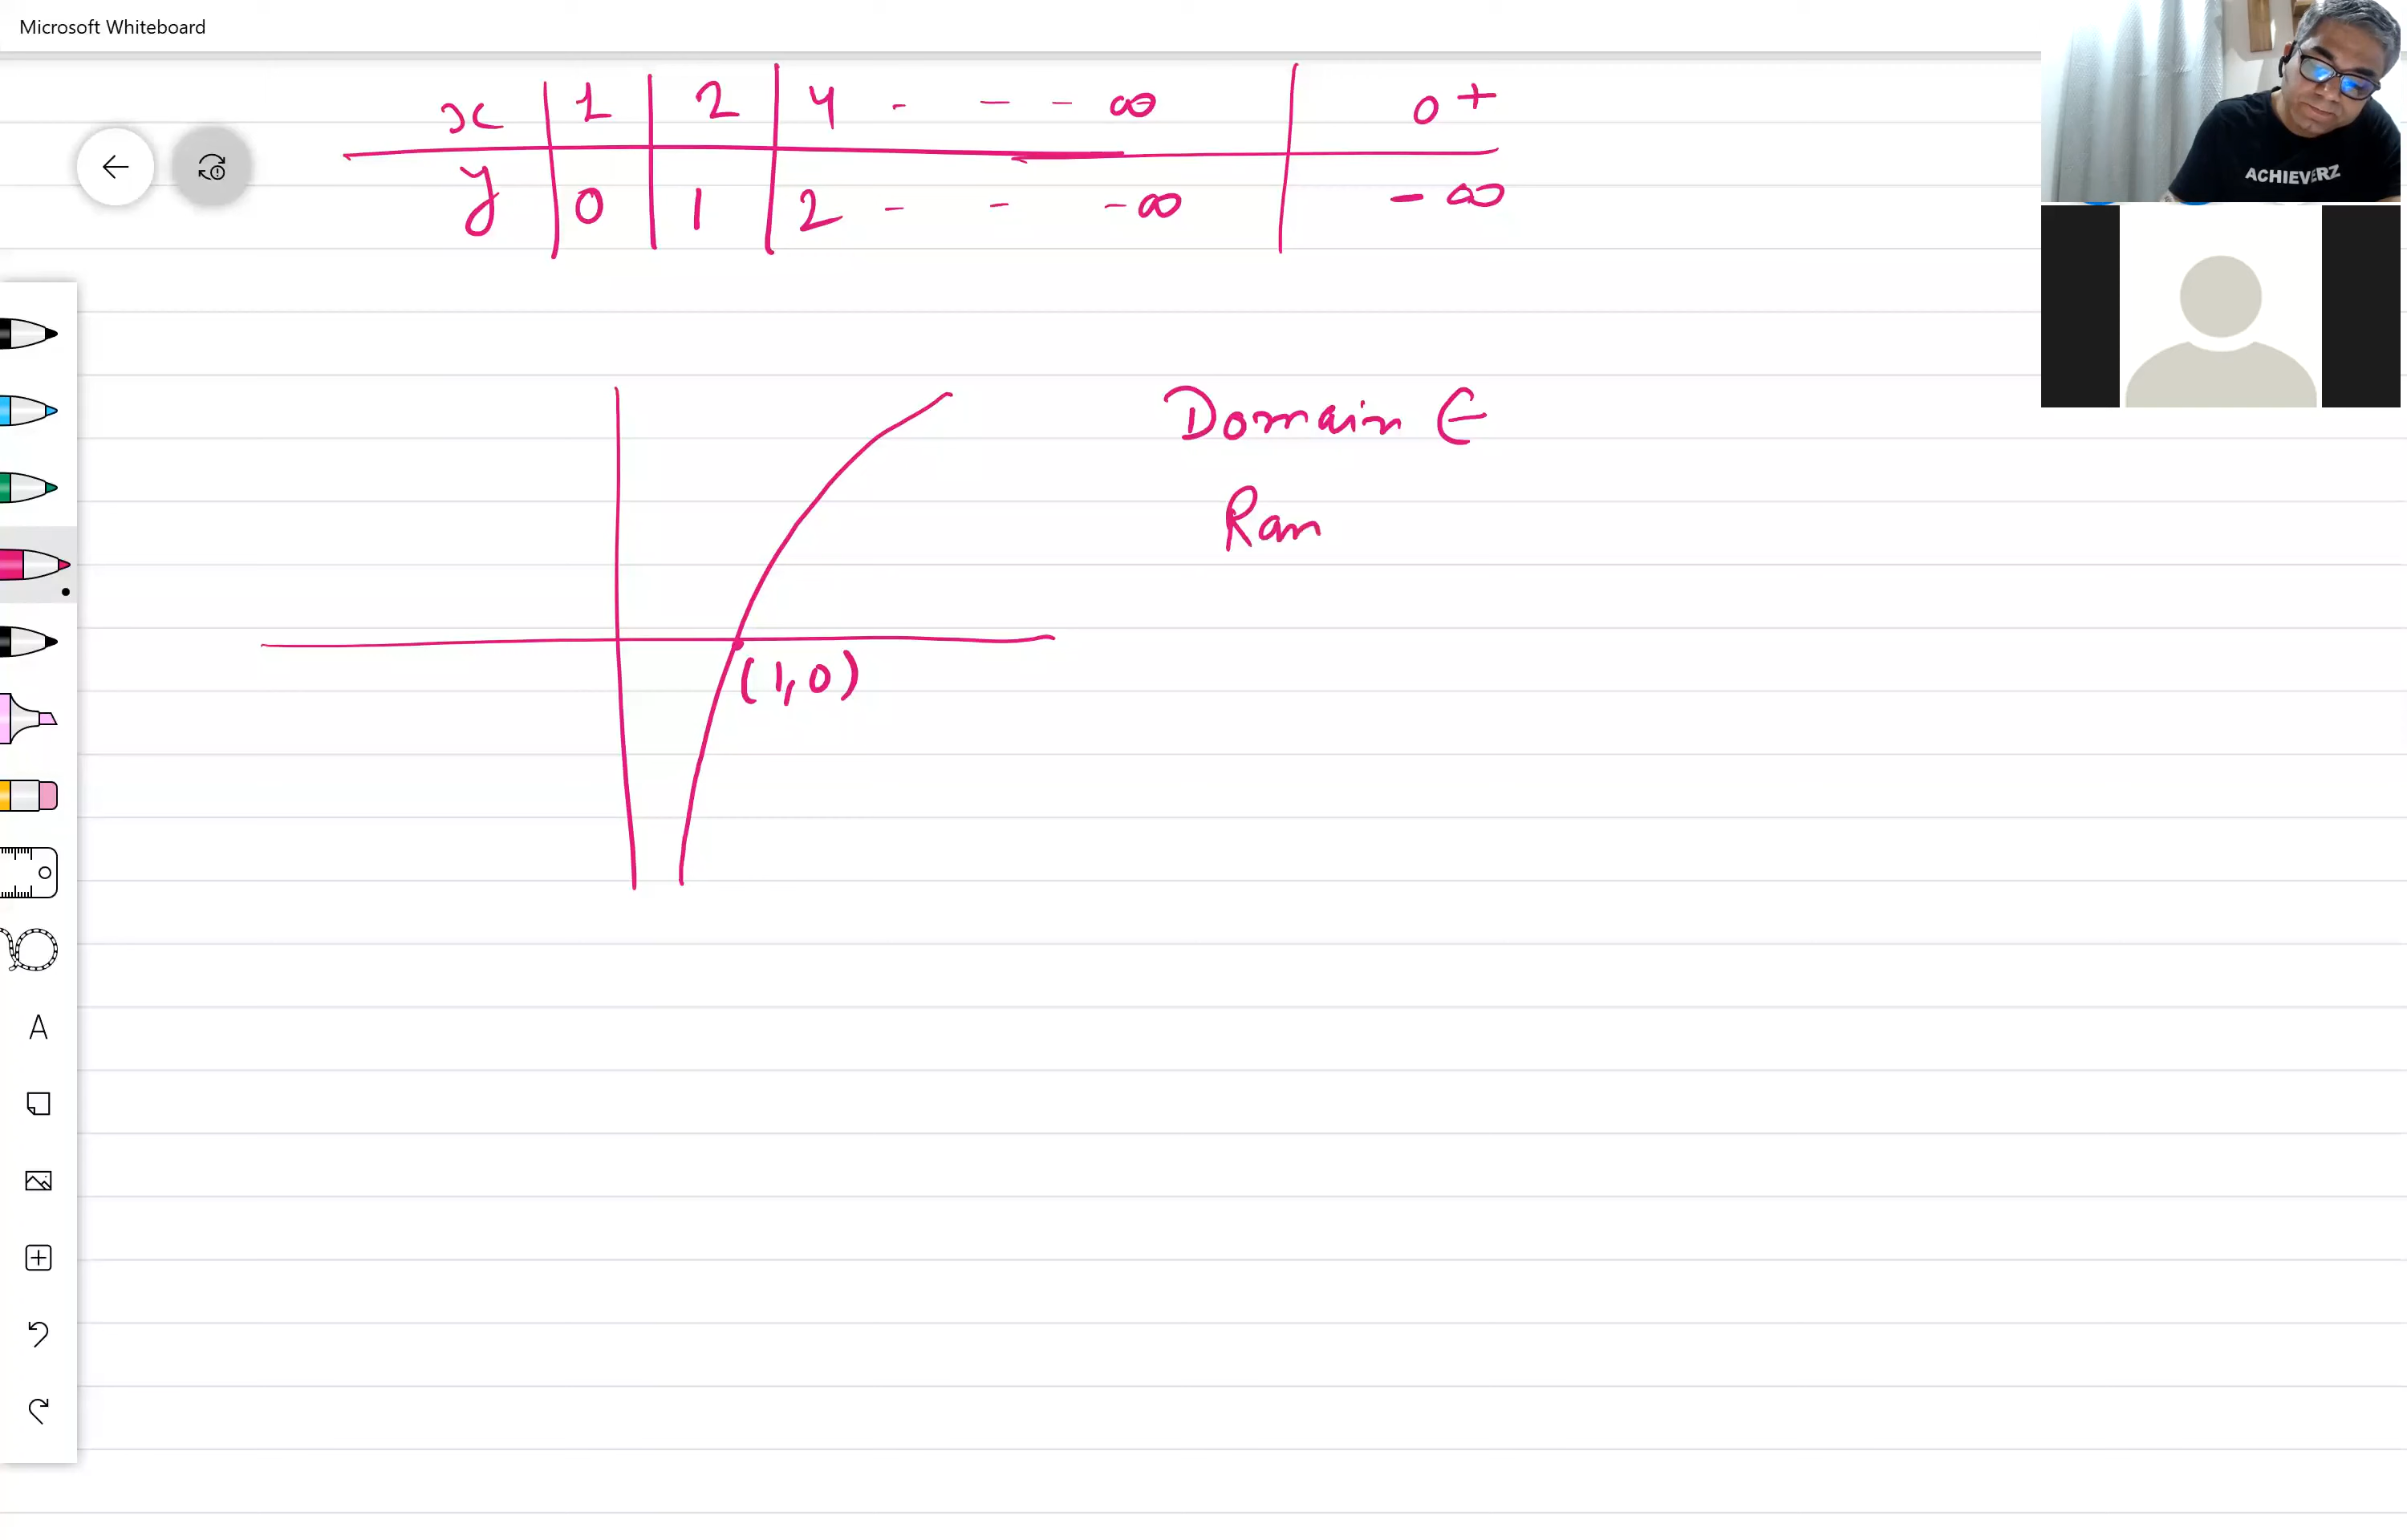 Microsoft Whiteboard
x 1 2 4 - - - ∞ 0+
y 0 1 2 - - - ∞ - ∞
ACHIEVERZ
Domain ∈
Ran
(1,0)
A